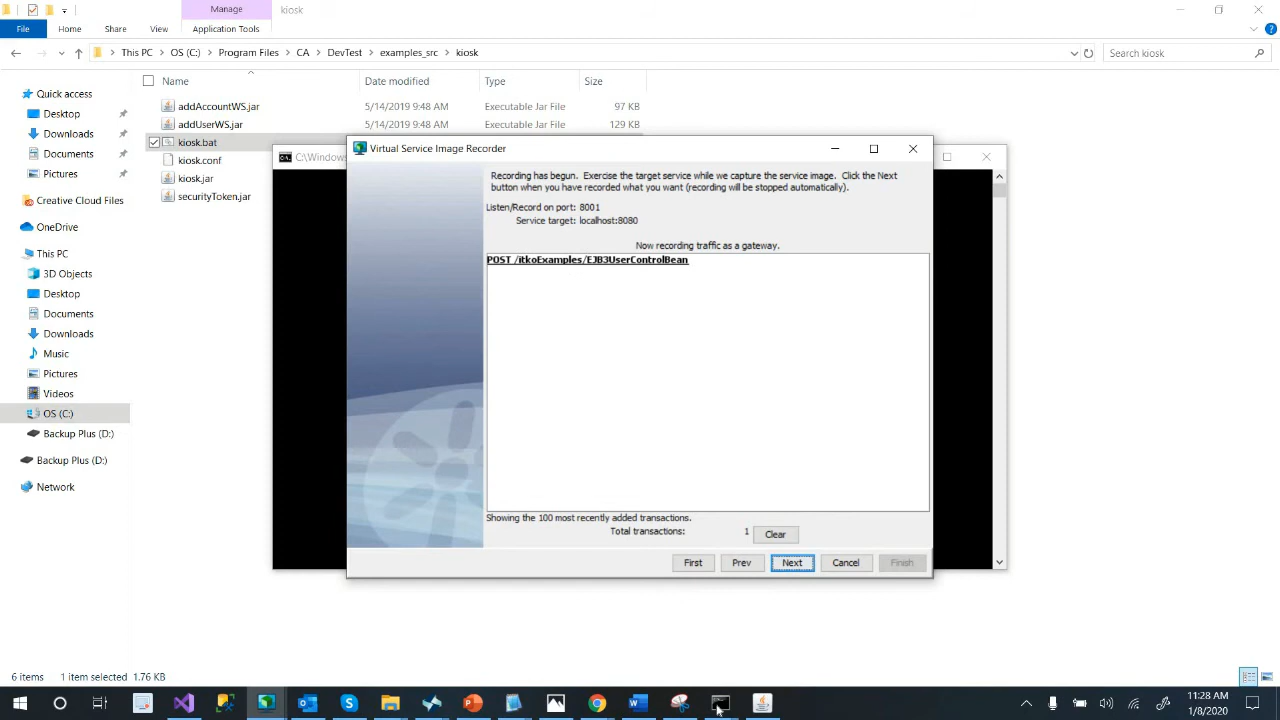 Manage
kiosk
File
Home
Share
View
Application Tools
This PC
OS (C:)
Program Files
CA
DevTest
examples_src
kiosk
Search kiosk
Name
Date modified
Type
Size
Quick access
Desktop
Downloads
Documents
Pictures
Creative Cloud Files
OneDrive
This PC
3D Objects
Desktop
Documents
Downloads
Music
Pictures
Videos
OS (C:)
Backup Plus (D:)
Backup Plus (D:)
Network
addAccountWS.jar
5/14/2019 9:48 AM
Executable Jar File
97 KB
addUserWS.jar
5/14/2019 9:48 AM
Executable Jar File
129 KB
kiosk.bat
kiosk.conf
kiosk.jar
securityToken.jar
C:\Windows
Virtual Service Image Recorder
Recording has begun. Exercise the target service while we capture the service image. Click the Next
button when you have recorded what you want (recording will be stopped automatically).
Listen/Record on port: 8001
Service target: localhost:8080
Now recording traffic as a gateway.
POST /itkoExamples/EJB3UserControlBean
Showing the 100 most recently added transactions.
Total transactions: 1
Clear
First
Prev
Next
Cancel
Finish
6 items
1 item selected 1.76 KB
11:28 AM
1/8/2020